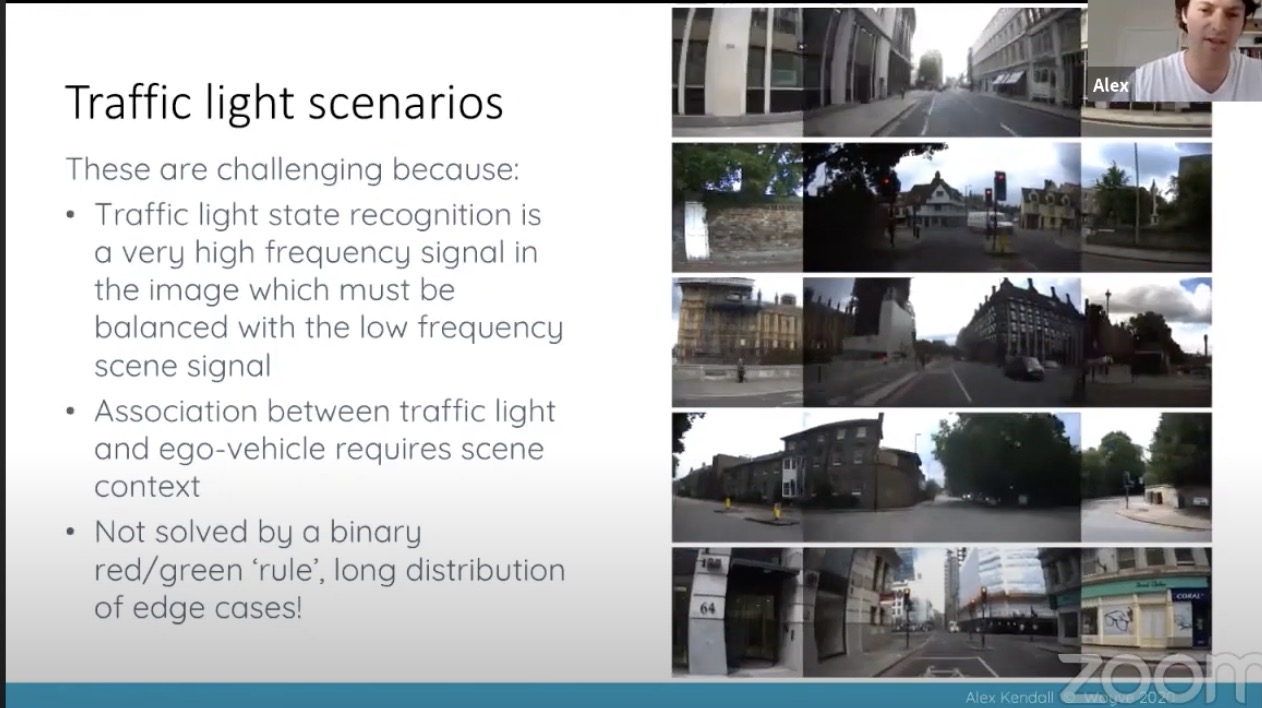 Alex
Traffic light scenarios
These are challenging because:
• Traffic light state recognition is
a very high frequency signal in
the image which must be
balanced with the low frequency
scene signal
• Association between traffic light
and ego-vehicle requires scene
context
• Not solved by a binary
red/green ‘rule’, long distribution
of edge cases!
64
CORAL
zoom
Alex Kendall © Wayve 2020